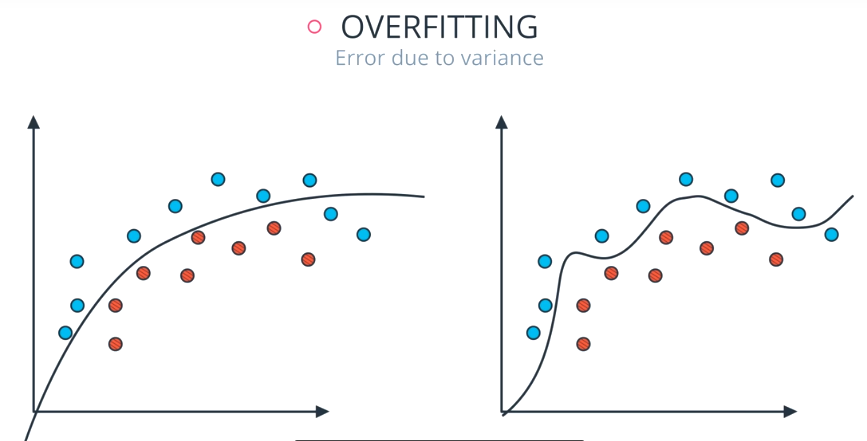 OVERFITTING
Error due to variance